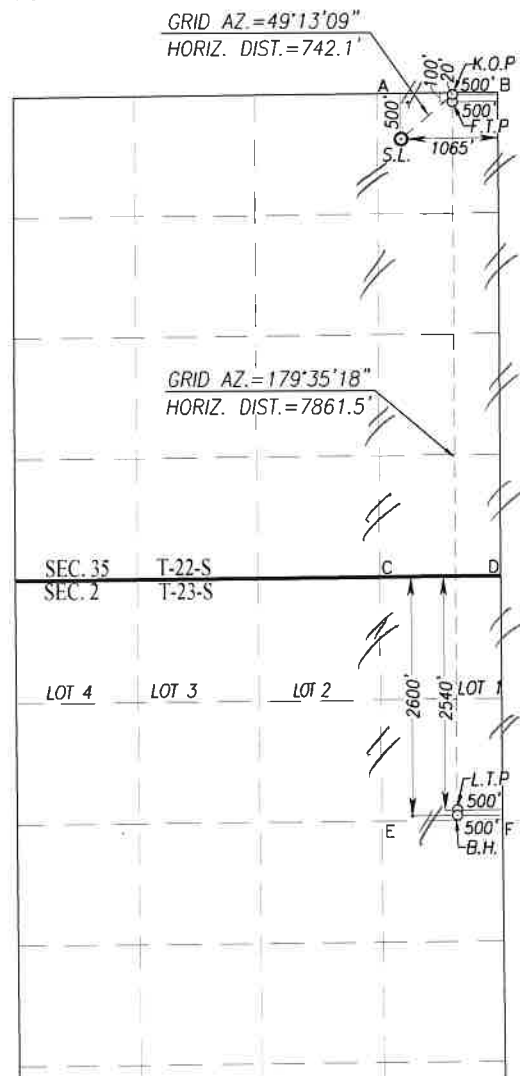 GRID AZ.=49°13'09"
HORIZ. DIST.=742.1'
A
500'
100'
20'
K.O.P
500' B
500'
F.T.P
S.L.
1065'
GRID AZ.=179°35'18"
HORIZ. DIST.=7861.5'
SEC. 35 T-22-S C D
SEC. 2 T-23-S
LOT 4 LOT 3 LOT 2 LOT 1
2600'
2540'
L.T.P
500'
E 500' F
B.H.